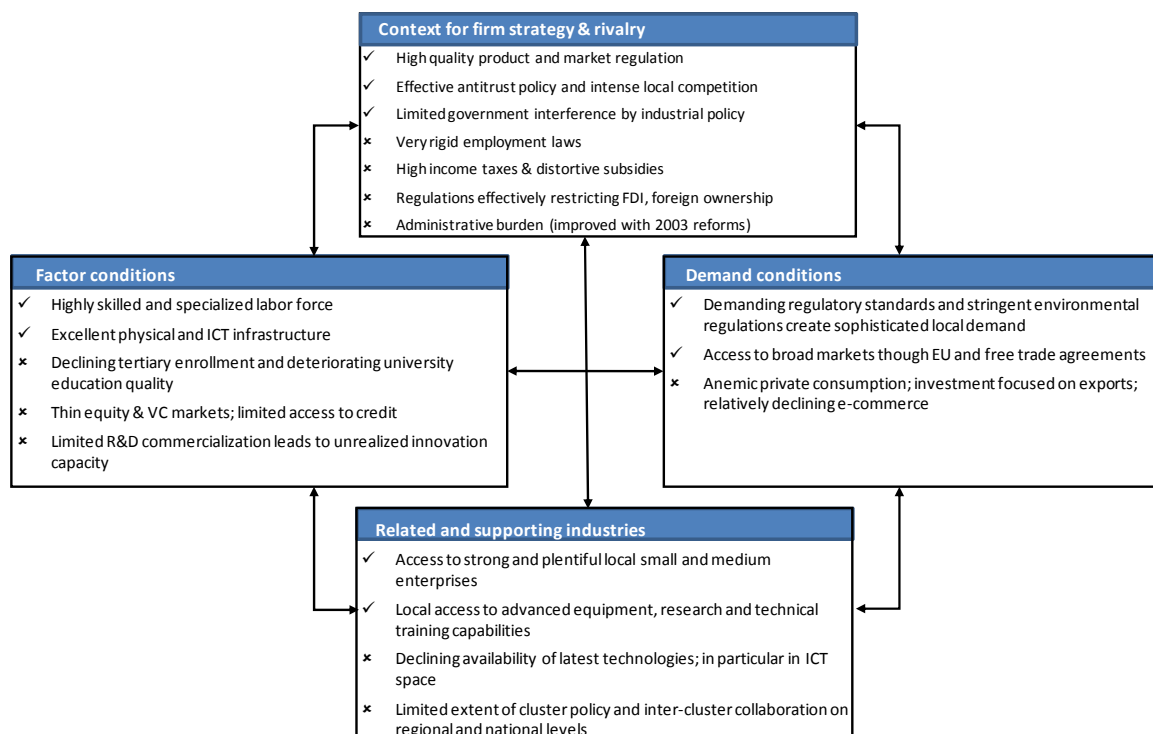 Context for firm strategy & rivalry
✓ High quality product and market regulation
✓ Effective antitrust policy and intense local competition
✓ Limited government interference by industrial policy
× Very rigid employment laws
× High income taxes & distortive subsidies
× Regulations effectively restricting FDI, foreign ownership
× Administrative burden (improved with 2003 reforms)
Factor conditions
✓ Highly skilled and specialized labor force
✓ Excellent physical and ICT infrastructure
× Declining tertiary enrollment and deteriorating university
education quality
× Thin equity & VC markets; limited access to credit
× Limited R&D commercialization leads to unrealized innovation
capacity
Demand conditions
✓ Demanding regulatory standards and stringent environmental
regulations create sophisticated local demand
✓ Access to broad markets though EU and free trade agreements
× Anemic private consumption; investment focused on exports;
relatively declining e-commerce
Related and supporting industries
✓ Access to strong and plentiful local small and medium
enterprises
✓ Local access to advanced equipment, research and technical
training capabilities
× Declining availability of latest technologies; in particular in ICT
space
× Limited extent of cluster policy and inter-cluster collaboration on
regional and national levels